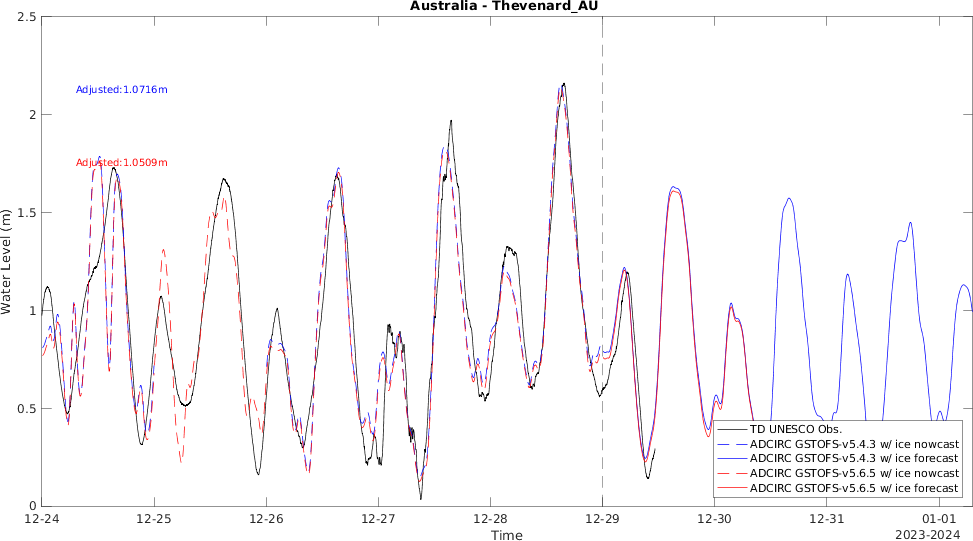 Australia - Thevenard_AU
2.5
2
1.5
1
0.5
0
Water Level (m)
Adjusted:1.0716m
Adjusted:1.0509m
TD UNESCO Obs.
ADCIRC GSTOFS-v5.4.3 w/ ice nowcast
ADCIRC GSTOFS-v5.4.3 w/ ice forecast
ADCIRC GSTOFS-v5.6.5 w/ ice nowcast
ADCIRC GSTOFS-v5.6.5 w/ ice forecast
12-24 12-25 12-26 12-27 12-28 12-29 12-30 12-31 01-01
Time
2023-2024